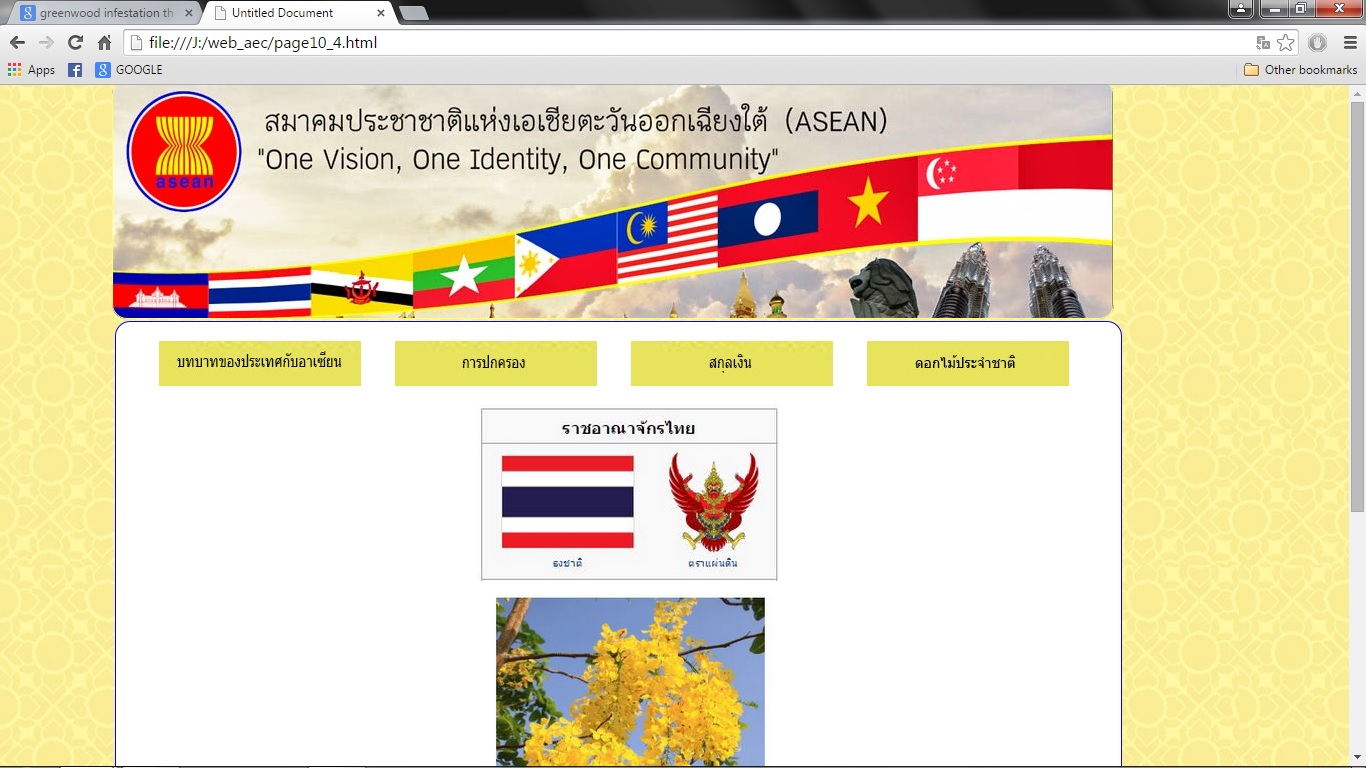 greenwood infestation th
Untitled Document
file:///J:/web_aec/page10_4.html
Apps
GOOGLE
Other bookmarks
สมาคมประชาชาติแห่งเอเชียตะวันออกเฉียงใต้ (ASEAN)
"One Vision, One Identity, One Community"
asean
บทบาทของประเทศกับอาเซียน
การปกครอง
สกุลเงิน
ดอกไม้ประจำชาติ
ราชอาณาจักรไทย
ธงชาติ
ตราแผ่นดิน